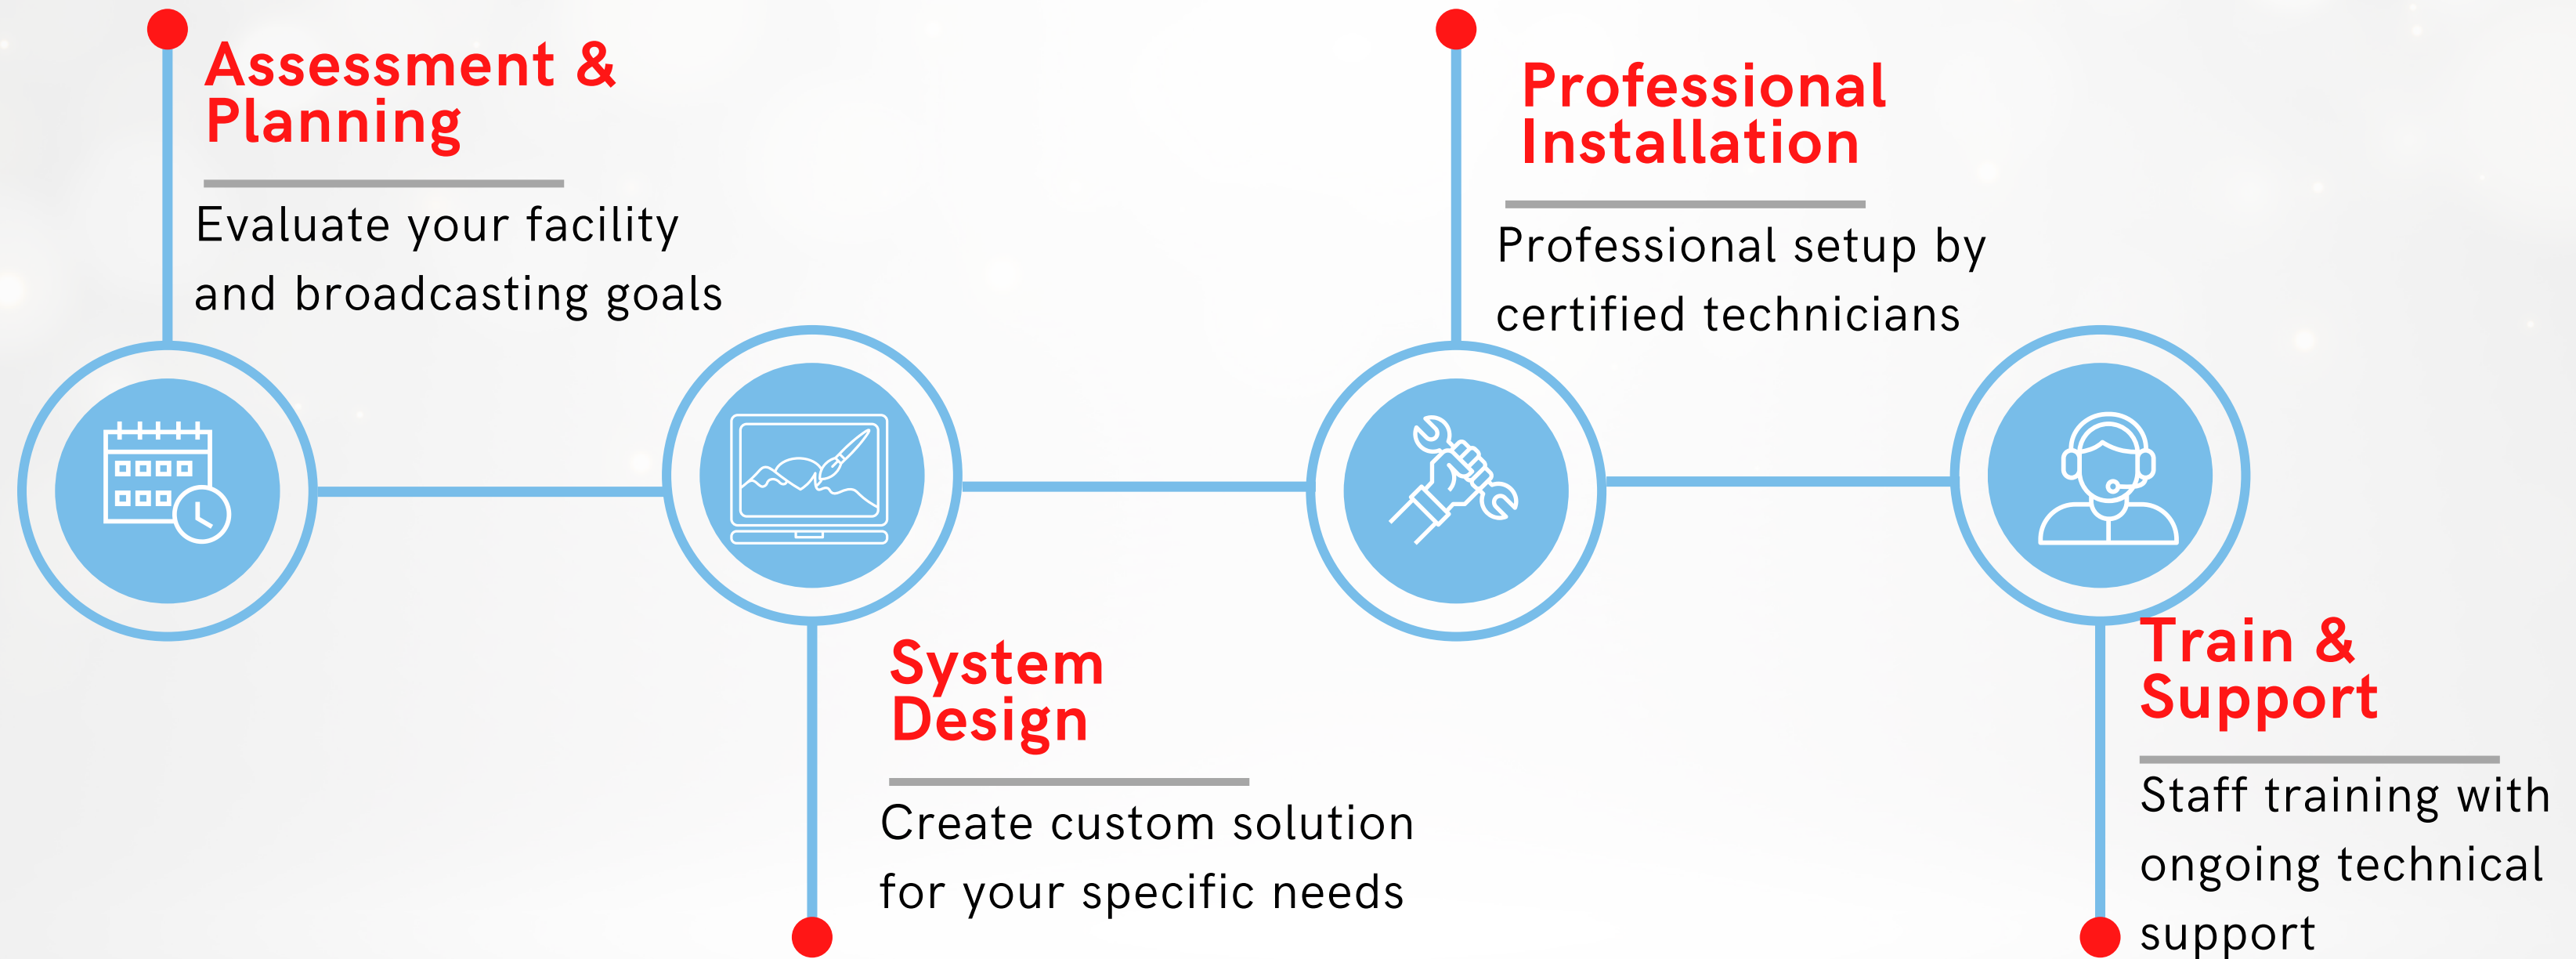 Assessment &
Planning
Evaluate your facility
and broadcasting goals
System
Design
Create custom solution
for your specific needs
Professional
Installation
Professional setup by
certified technicians
Train &
Support
Staff training with
ongoing technical
support